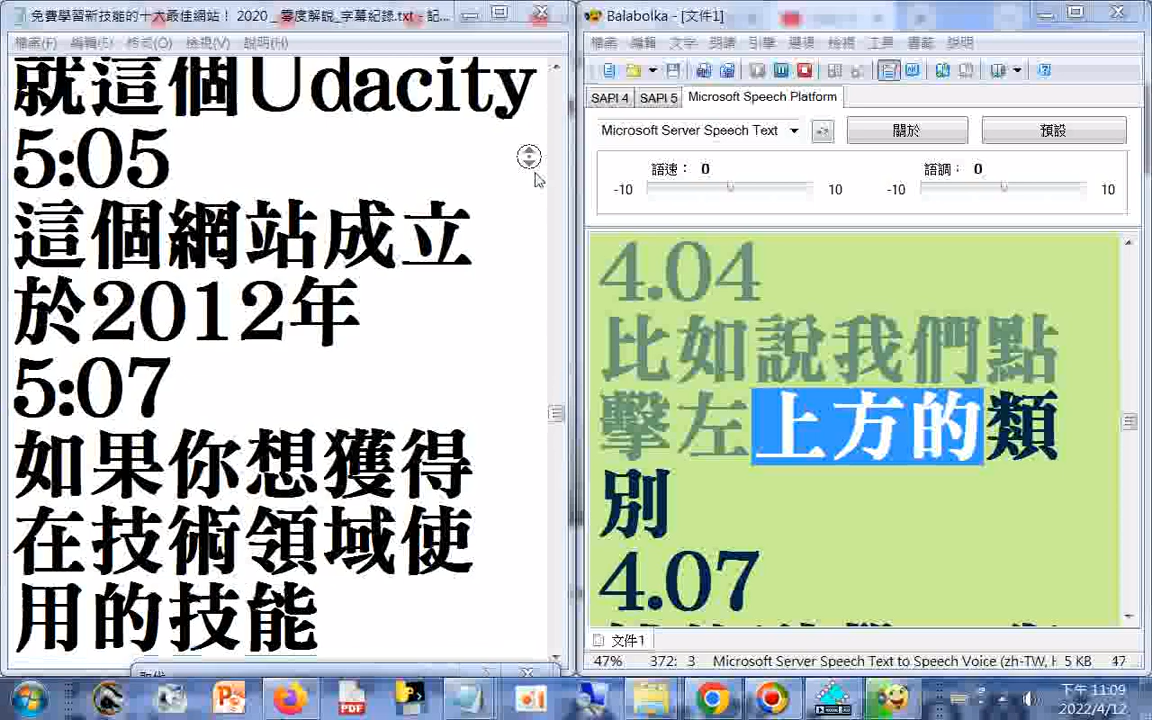 免費學習新技能的十大最佳網站！ 2020 _ 零度解說_字幕紀錄.txt - 記...
檔案(F) 編輯(E) 格式(O) 檢視(V) 說明(H)
就這個Udacity
5:05
這個網站成立
於2012年
5:07
如果你想獲得
在技術領域使
用的技能
Balabolka - [文件1]
檔案 編輯 文字 朗讀 引擎 選項 檢視 工具 書籤 說明
SAPI 4 SAPI 5 Microsoft Speech Platform
Microsoft Server Speech Text 關於 預設
語速： 0 語調： 0
-10 10 -10 10
4.04
比如說我們點
擊左上方的類
別
4.07
文件1
47% 372: 3 Microsoft Server Speech Text to Speech Voice (zh-TW, H 5 KB 47
下午 11:09
2022/4/12